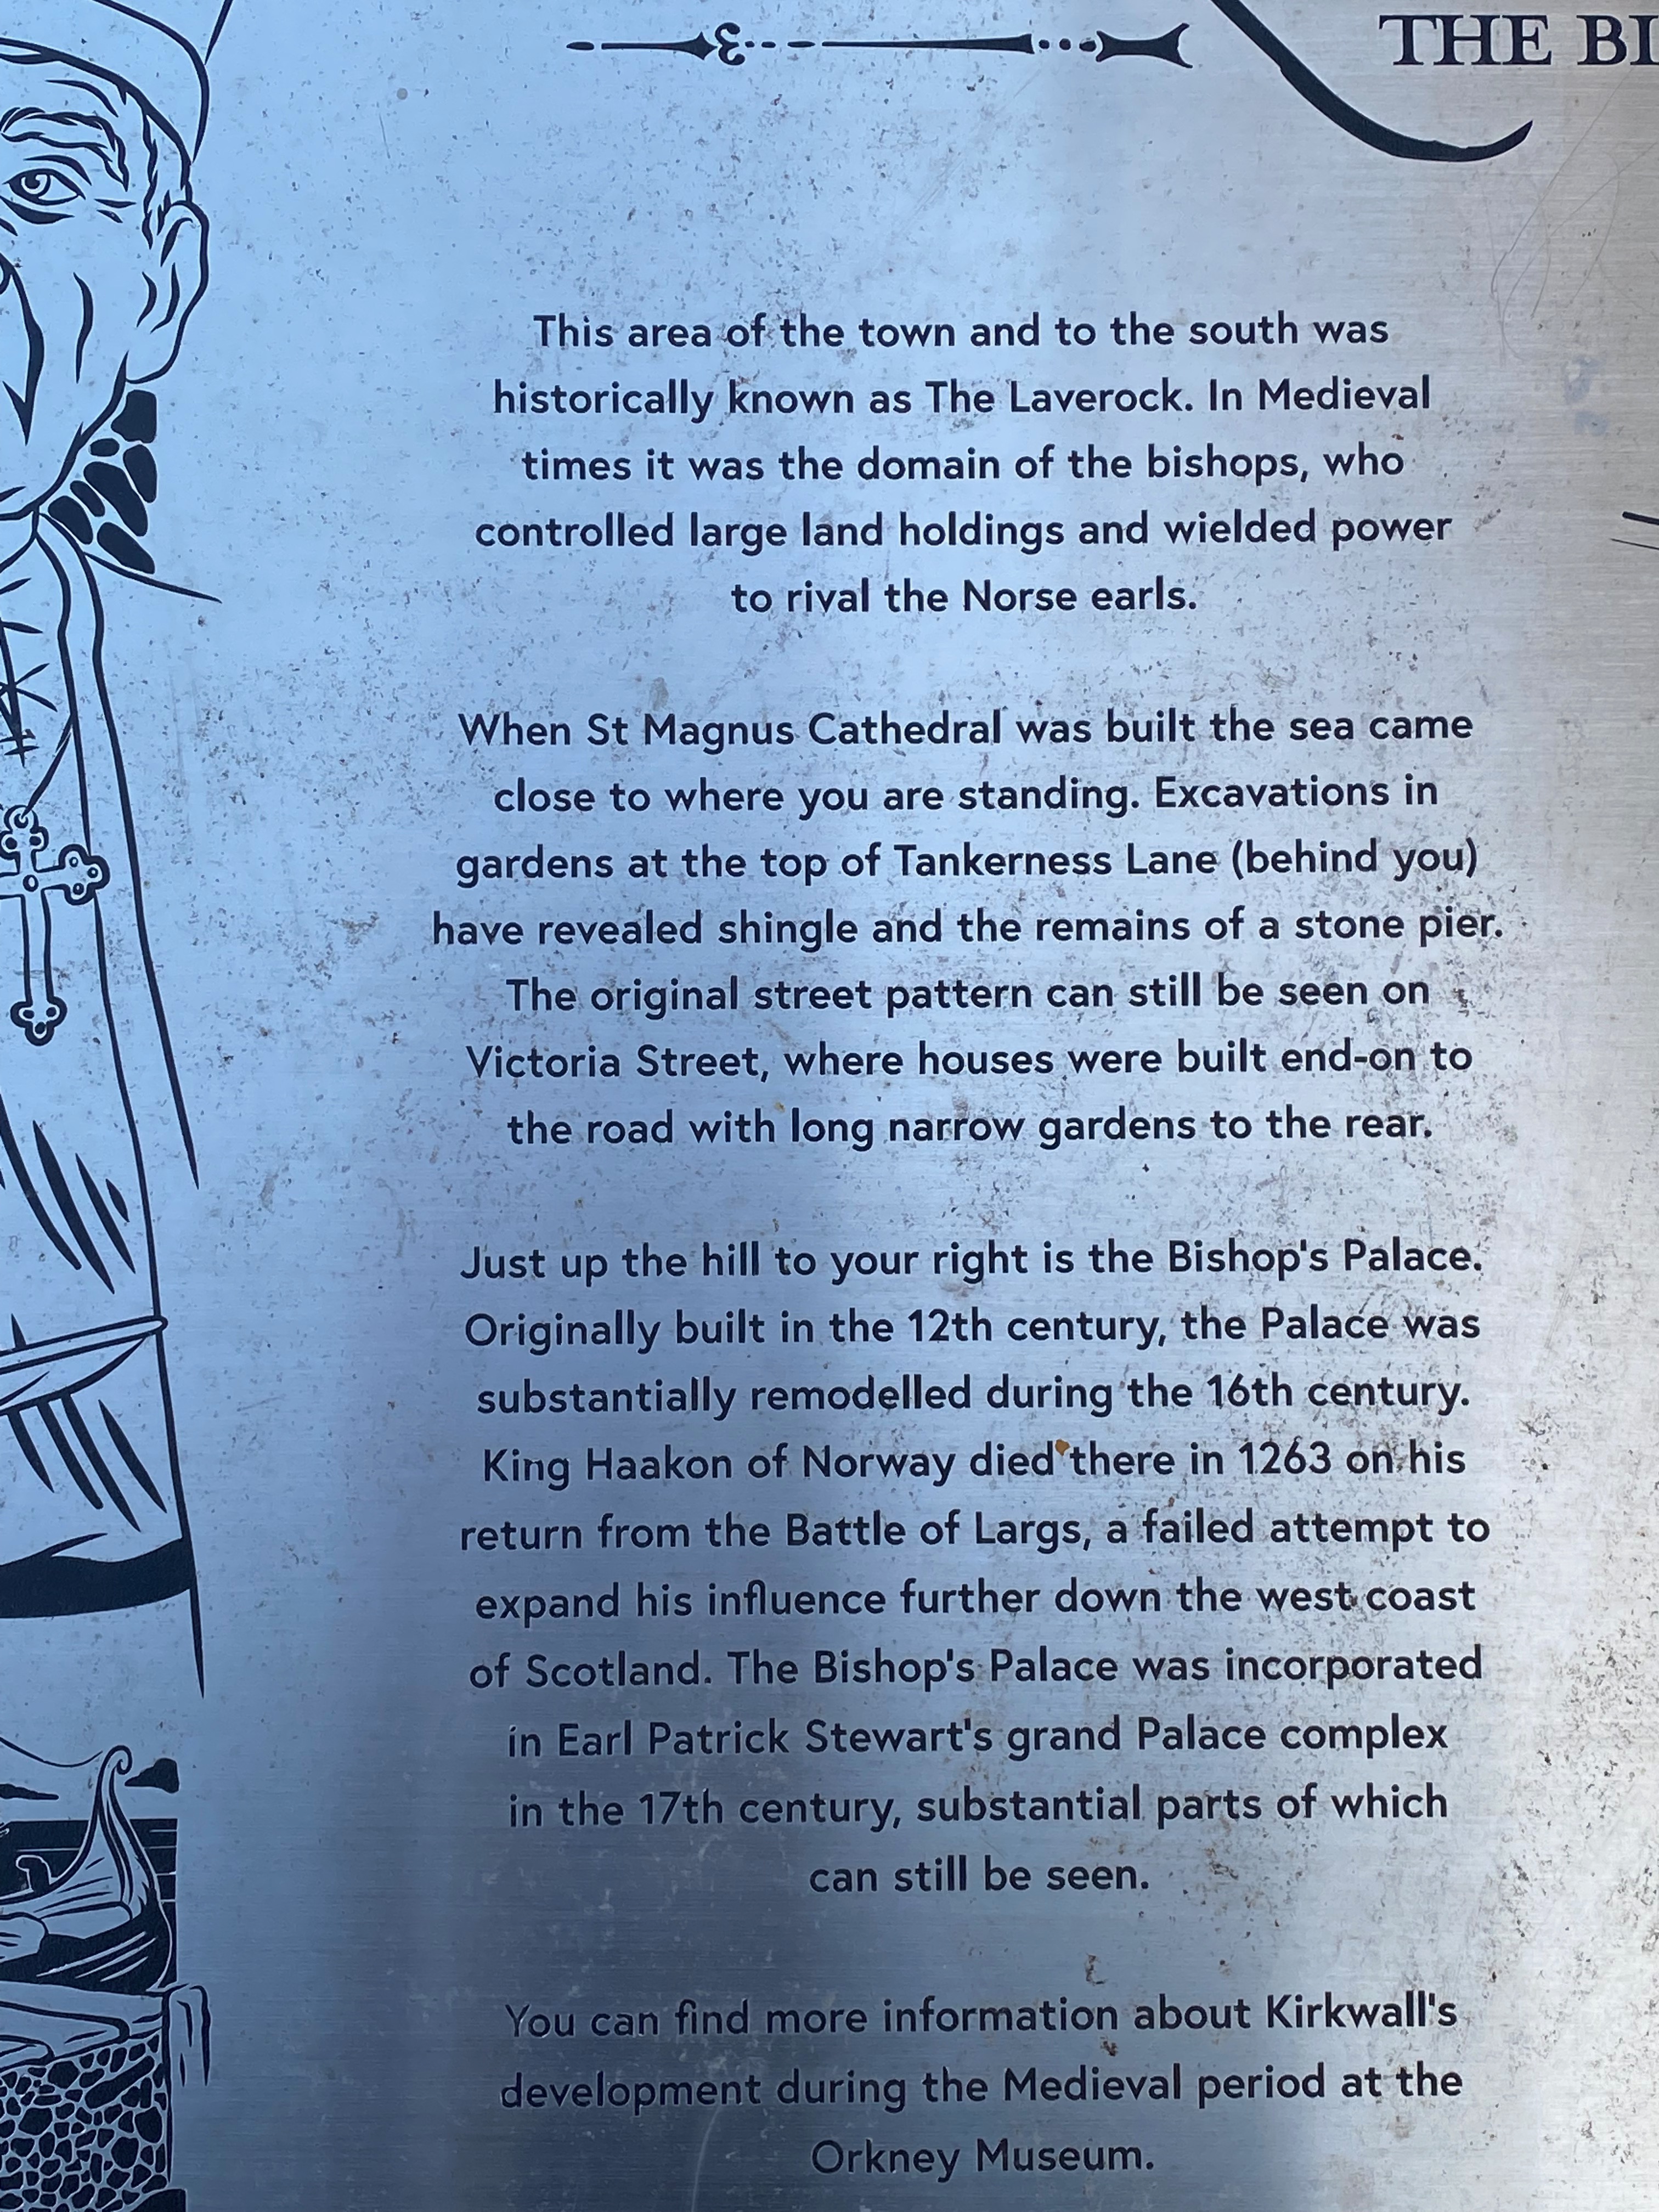 THE BI
This area of the town and to the south was
historically known as The Laverock. In Medieval
times it was the domain of the bishops, who
controlled large land holdings and wielded power
to rival the Norse earls.
When St Magnus Cathedral was built the sea came
close to where you are standing. Excavations in
gardens at the top of Tankerness Lane (behind you)
have revealed shingle and the remains of a stone pier.
The original street pattern can still be seen on
Victoria Street, where houses were built end-on to
the road with long narrow gardens to the rear.
Just up the hill to your right is the Bishop's Palace.
Originally built in the 12th century, the Palace was
substantially remodelled during the 16th century.
King Haakon of Norway died there in 1263 on his
return from the Battle of Largs, a failed attempt to
expand his influence further down the west coast
of Scotland. The Bishop's Palace was incorporated
in Earl Patrick Stewart's grand Palace complex
in the 17th century, substantial parts of which
can still be seen.
You can find more information about Kirkwall's
development during the Medieval period at the
Orkney Museum.